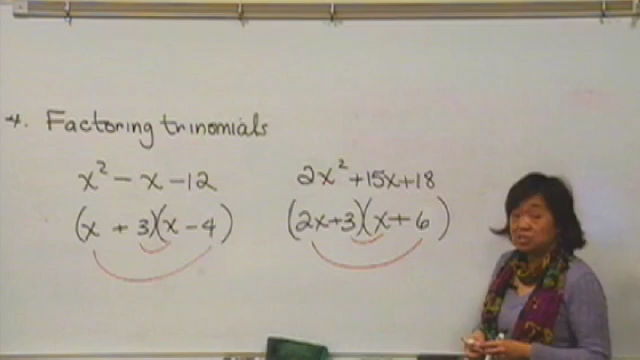 4. Factoring trinomials
x² - x - 12
(x + 3)(x - 4)
2x² + 15x + 18
(2x + 3)(x + 6)